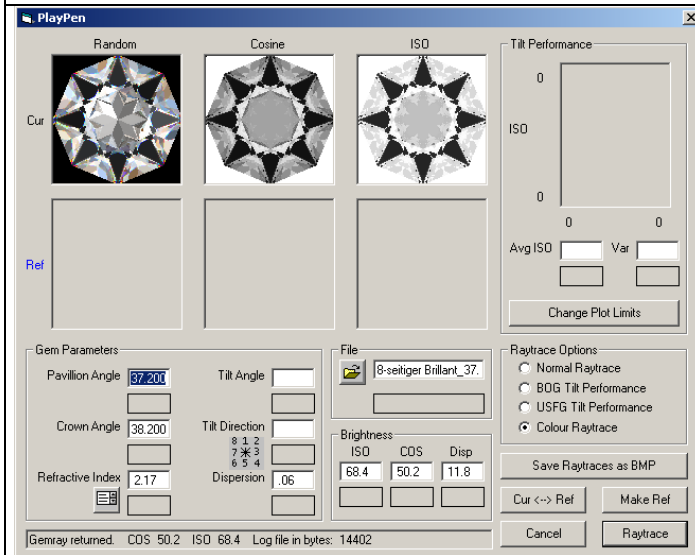 PlayPen
Random Cosine ISO
Cur
Ref
Tilt Performance
0
ISO
0
0 0
Avg ISO Var
Change Plot Limits
Gem Parameters
Pavillion Angle 37.200 Tilt Angle
Crown Angle 38.200 Tilt Direction
8 1 2
7 3
6 5 4
Refractive Index 2.17 Dispersion .06
File
8-seitiger Brillant_37.
Brightness
ISO COS Disp
68.4 50.2 11.8
Raytrace Options
Normal Raytrace
BOG Tilt Performance
USFG Tilt Performance
Colour Raytrace
Save Raytraces as BMP
Cur <--> Ref Make Ref
Cancel Raytrace
Gemray returned. COS 50.2 ISO 68.4 Log file in bytes: 14402